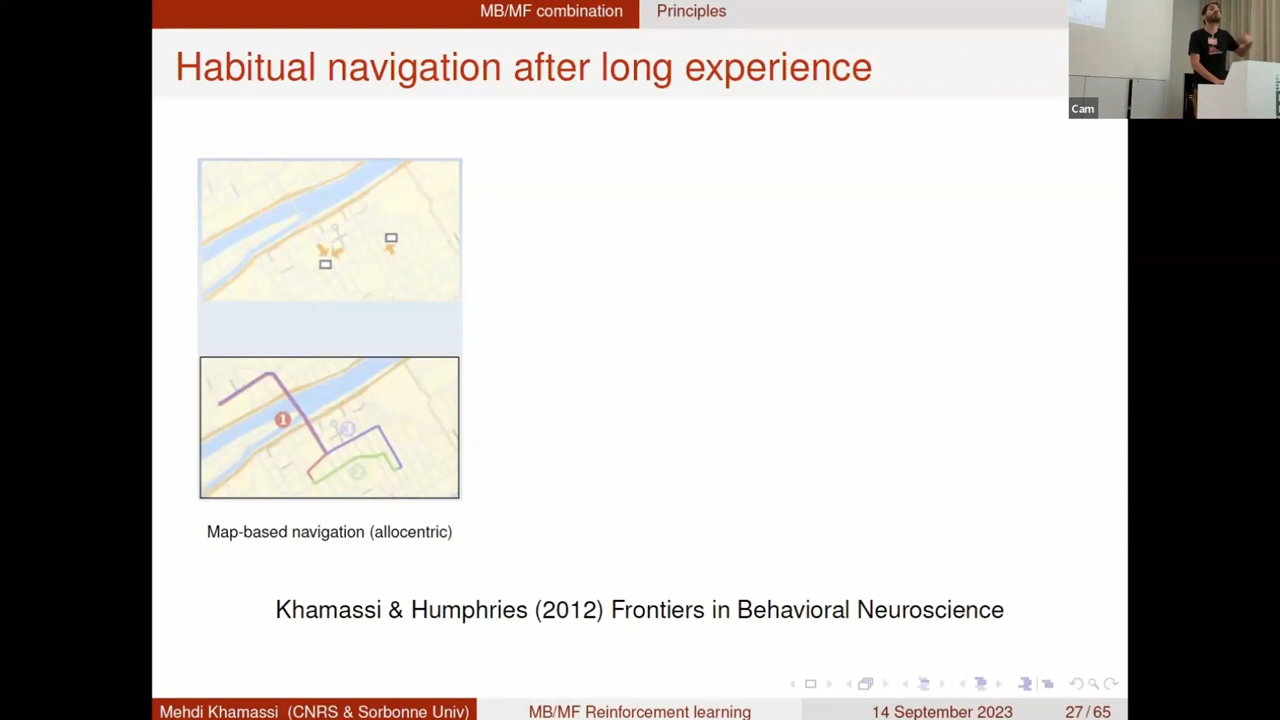 MB/MF combination
Principles
Habitual navigation after long experience
Cam
1
Map-based navigation (allocentric)
Khamassi & Humphries (2012) Frontiers in Behavioral Neuroscience
Mehdi Khamassi (CNRS & Sorbonne Univ)
MB/MF Reinforcement learning
14 September 2023
27/65